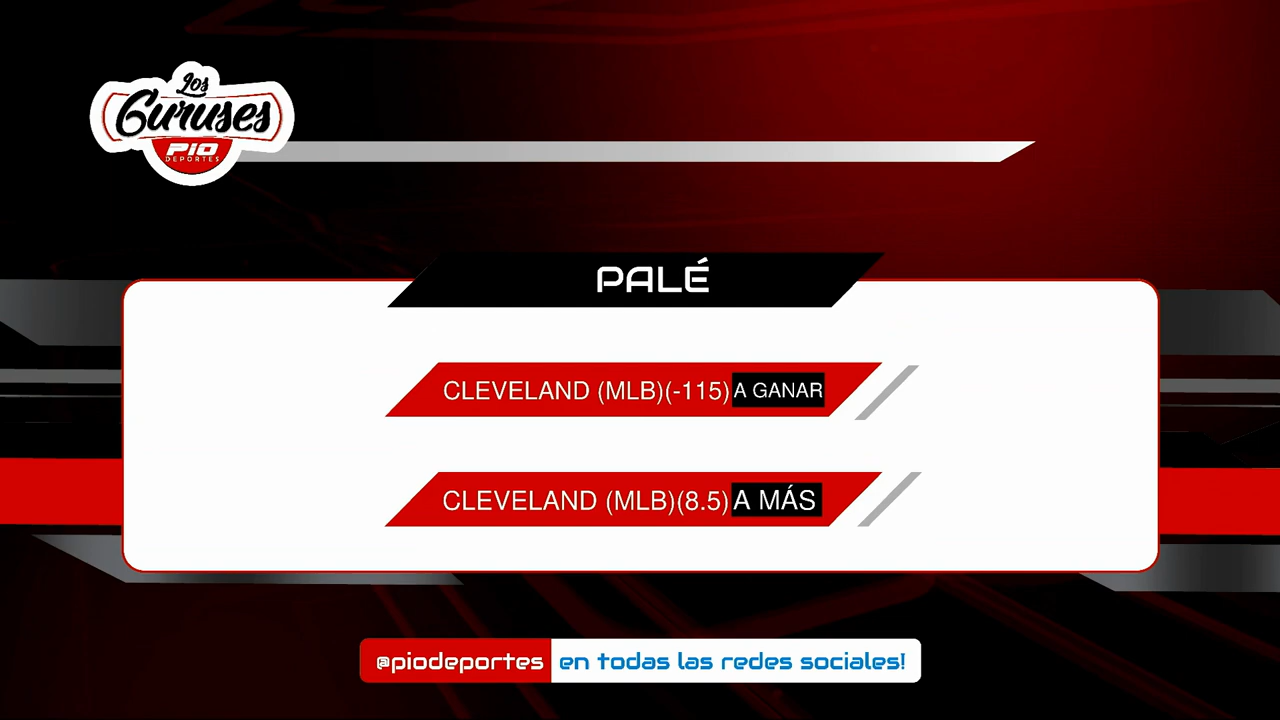 Los
Guruses
PIO
DEPORTES
PALÉ
CLEVELAND (MLB)(-115) A GANAR
CLEVELAND (MLB)(8.5) A MÁS
@piodeportes en todas las redes sociales!